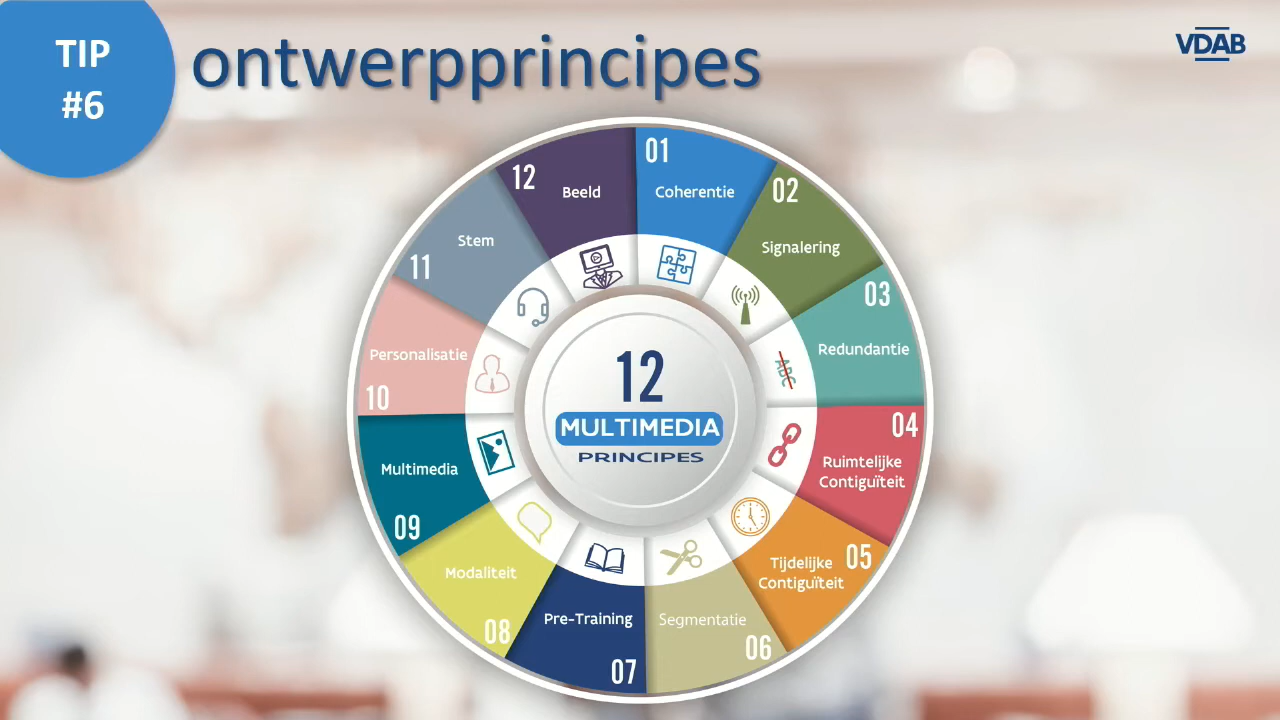 TIP
#6
ontwerpprincipes
VDAB
01
Coherentie
02
Signalering
03
Redundantie
ABC
04
Ruimtelijke
Contiguïteit
05
Tijdelijke
Contiguïteit
06
Segmentatie
07
Pre-Training
08
Modaliteit
09
Multimedia
10
Personalisatie
11
Stem
12
Beeld
12
MULTIMEDIA
PRINCIPES